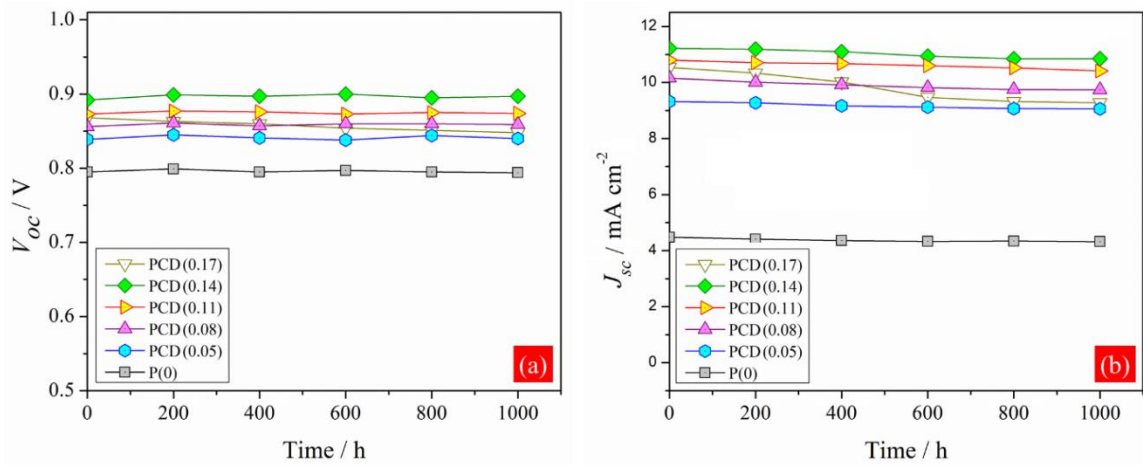 1.0
0.9
0.8
0.7
0.6
0.5
V_oc / V
PCD(0.17)
PCD(0.14)
PCD(0.11)
PCD(0.08)
PCD(0.05)
P(0)
(a)
0 200 400 600 800 1000
Time / h
12
10
8
6
4
2
0
J_sc / mA cm⁻²
PCD(0.17)
PCD(0.14)
PCD(0.11)
PCD(0.08)
PCD(0.05)
P(0)
(b)
0 200 400 600 800 1000
Time / h